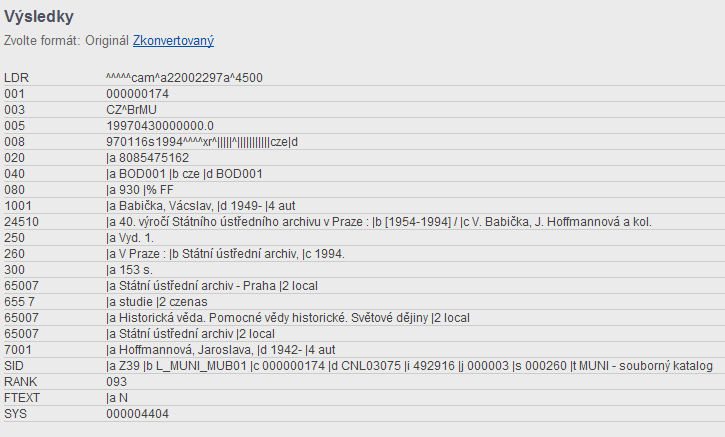 Výsledky
Zvolte formát: Originál Zkonvertovaný
LDR ^^^^^cam^a22002297a^4500
001 000000174
003 CZ^BrMU
005 19970430000000.0
008 970116s1994^^^^xr^|||||^|||||||||||cze|d
020 |a 8085475162
040 |a BOD001 |b cze |d BOD001
080 |a 930 |% FF
1001 |a Babička, Vácslav, |d 1949- |4 aut
24510 |a 40. výročí Státního ústředního archivu v Praze : |b [1954-1994] / |c V. Babička, J. Hoffmannová a kol.
250 |a Vyd. 1.
260 |a V Praze : |b Státní ústřední archiv, |c 1994.
300 |a 153 s.
65007 |a Státní ústřední archiv - Praha |2 local
655 7 |a studie |2 czenas
65007 |a Historická věda. Pomocné vědy historické. Světové dějiny |2 local
65007 |a Státní ústřední archiv |2 local
7001 |a Hoffmannová, Jaroslava, |d 1942- |4 aut
SID |a Z39 |b L_MUNI_MUB01 |c 000000174 |d CNL03075 |i 492916 |j 000003 |s 000260 |t MUNI - souborný katalog
RANK 093
FTEXT |a N
SYS 000004404